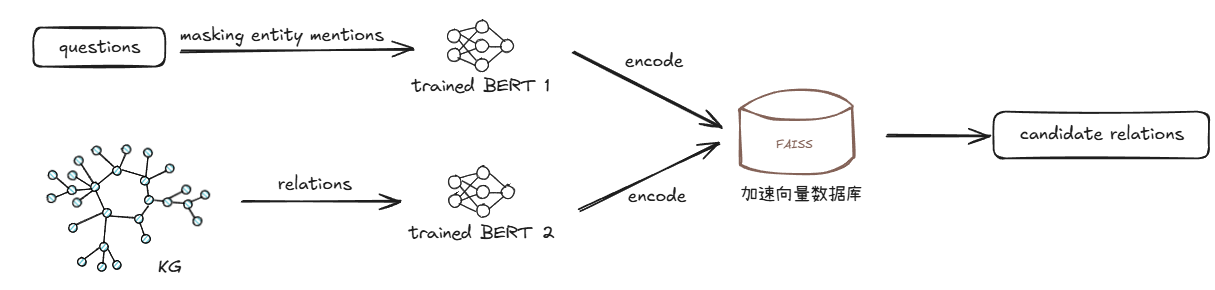 questions
masking entity mentions
trained BERT 1
encode
FAISS
加速向量数据库
candidate relations
KG
relations
trained BERT 2
encode